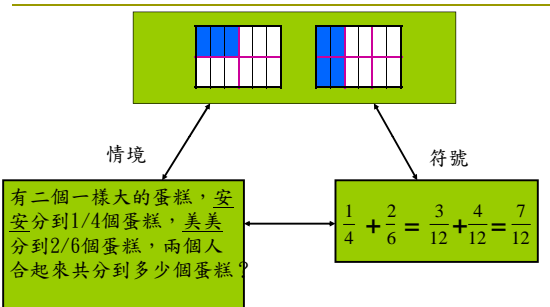 情境
符號
有二個一樣大的蛋糕，安
安分到1/4個蛋糕，美美
分到2/6個蛋糕，兩個人
合起來共分到多少個蛋糕？
1/4 + 2/6 = 3/12 + 4/12 = 7/12